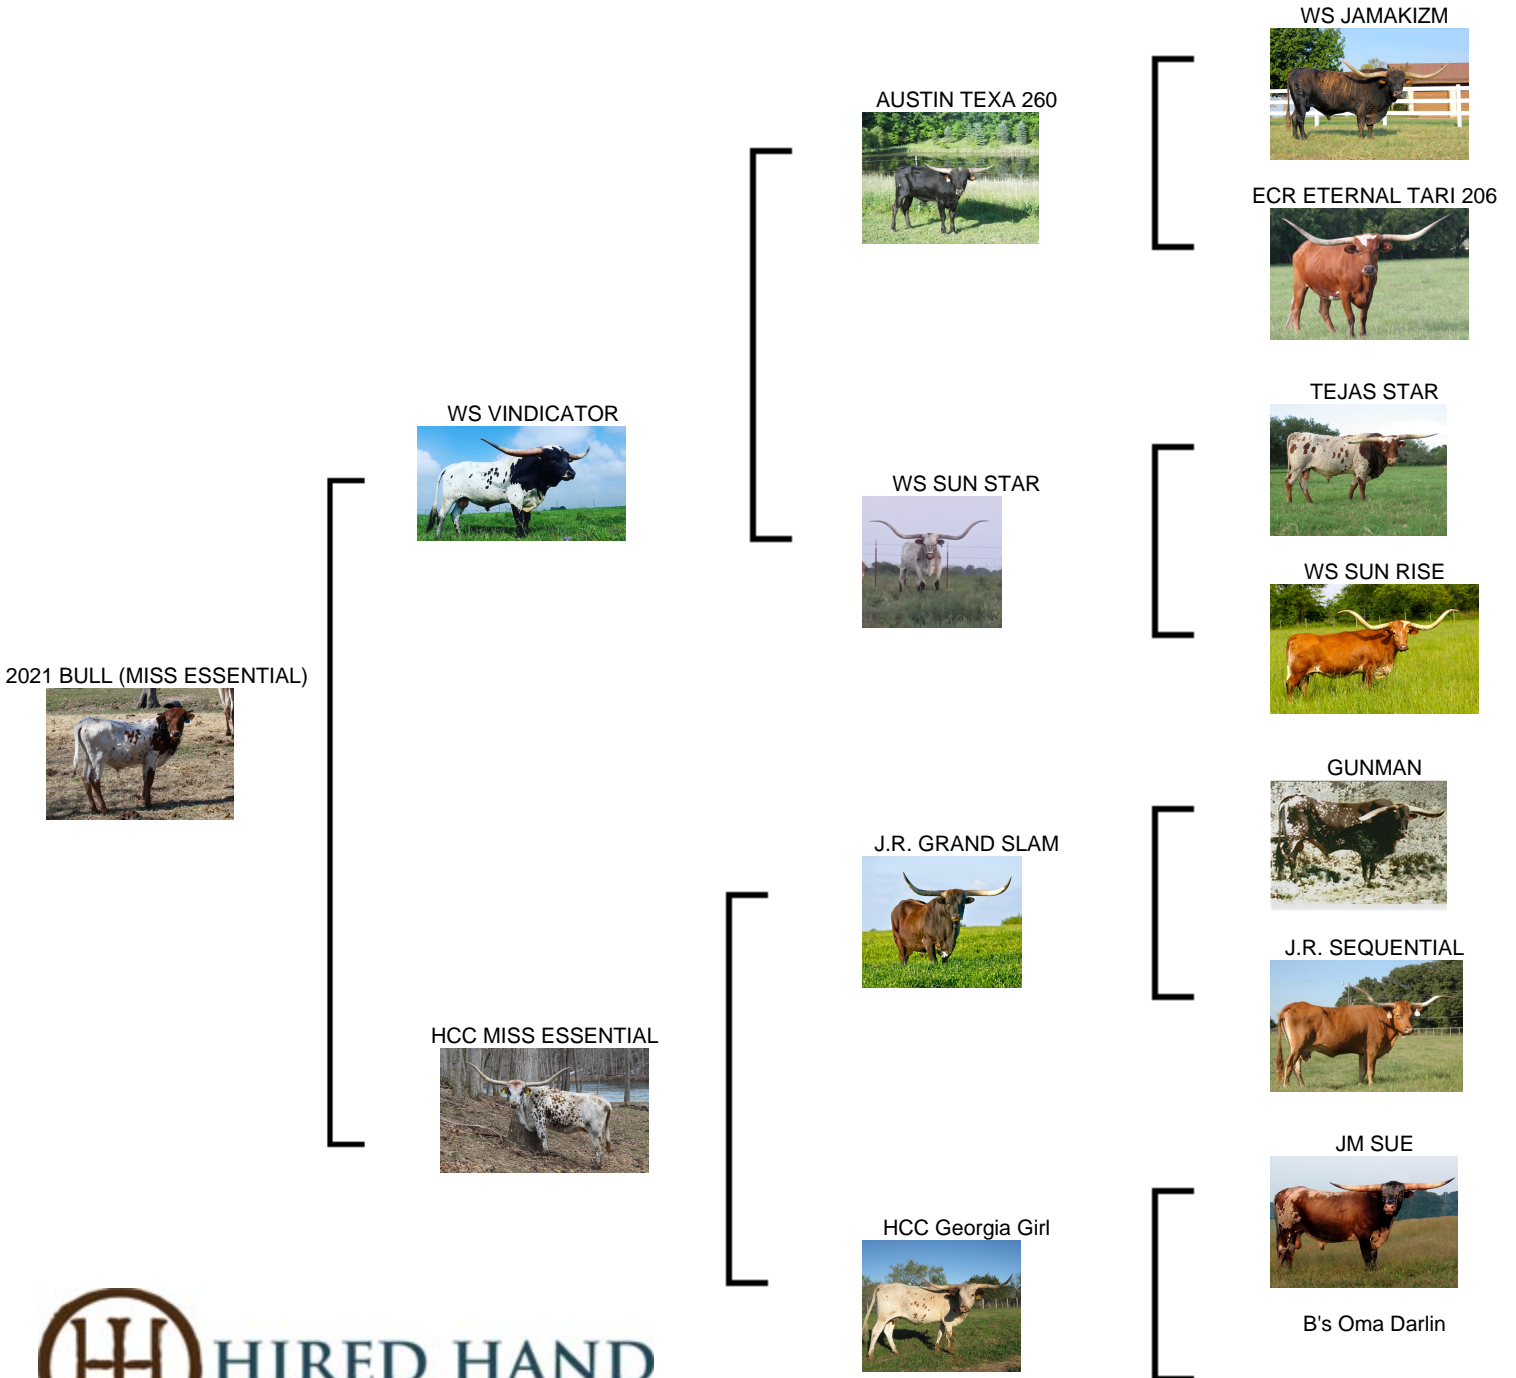 WS JAMAKIZM
AUSTIN TEXA 260
ECR ETERNAL TARI 206
TEJAS STAR
WS VINDICATOR
WS SUN STAR
WS SUN RISE
2021 BULL (MISS ESSENTIAL)
GUNMAN
J.R. GRAND SLAM
J.R. SEQUENTIAL
HCC MISS ESSENTIAL
JM SUE
HCC Georgia Girl
B's Oma Darlin
HIRED HAND